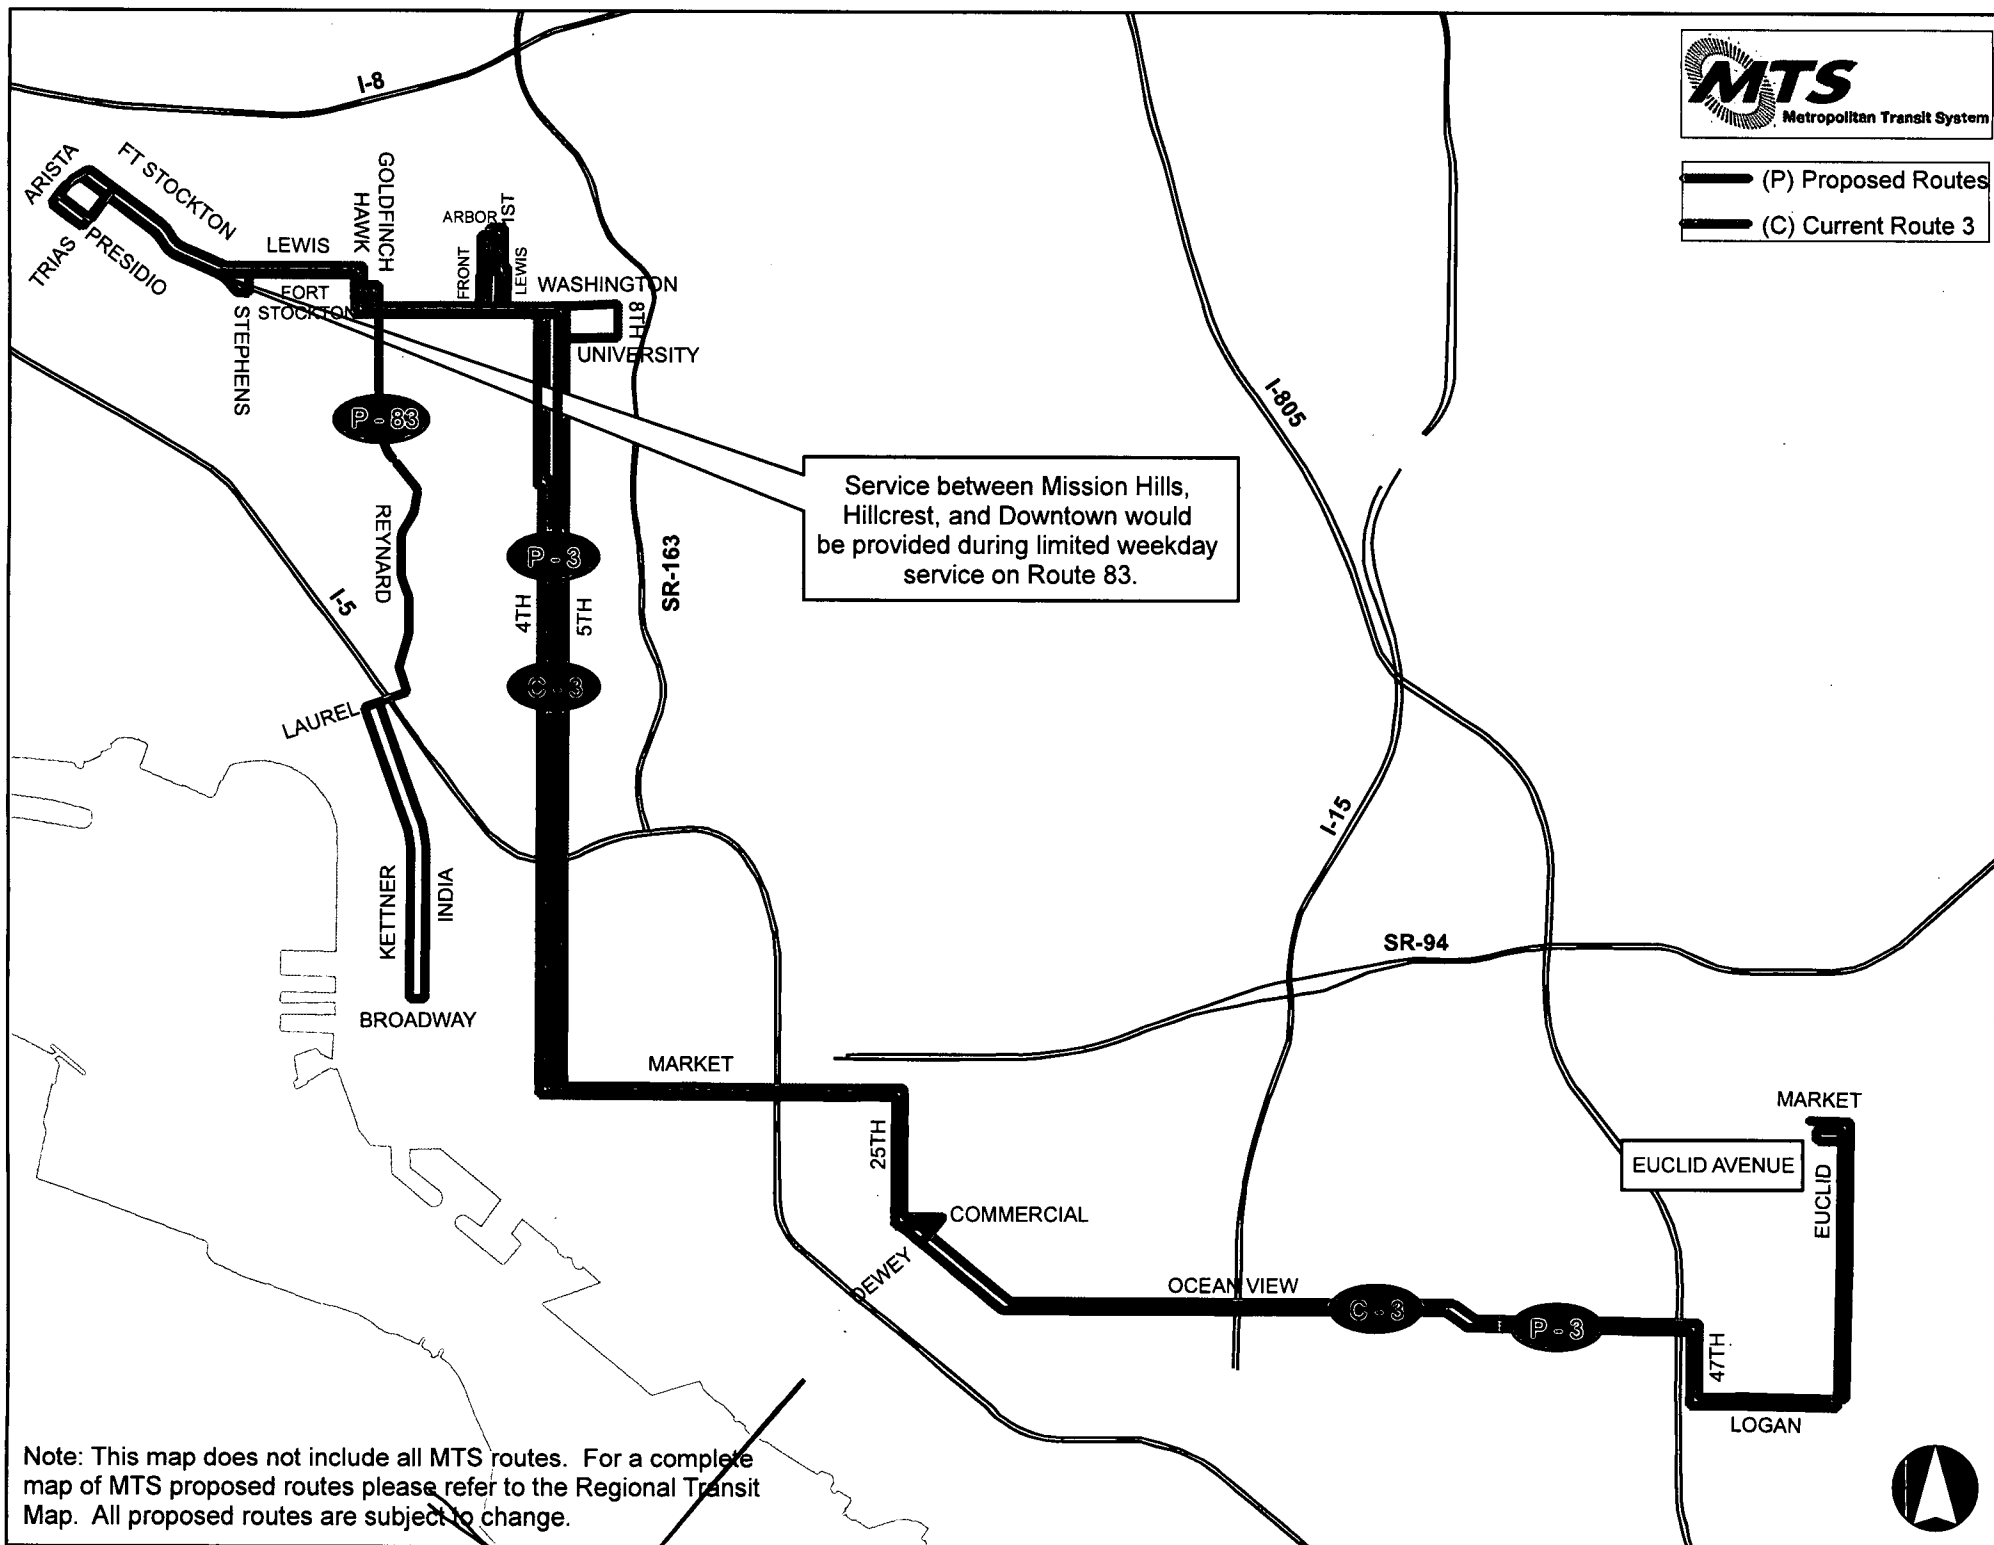 I-8
MTS
Metropolitan Transit System
(P) Proposed Routes
(C) Current Route 3
ARISTA
FT STOCKTON
GOLDFINCH
HAWK
ARBOR
1ST
TRIAS
PRESIDIO
LEWIS
FRONT
LEWIS
WASHINGTON
FORT
STOCKTON
8TH
STEPHENS
UNIVERSITY
P - 83
I-805
Service between Mission Hills,
Hillcrest, and Downtown would
be provided during limited weekday
service on Route 83.
REYNARD
P - 3
SR-163
I-5
4TH
5TH
C - 3
LAUREL
I-15
KETTNER
INDIA
SR-94
BROADWAY
MARKET
MARKET
25TH
EUCLID AVENUE
EUCLID
COMMERCIAL
DEWEY
OCEAN VIEW
C - 3
P - 3
47TH
LOGAN
Note: This map does not include all MTS routes. For a complete
map of MTS proposed routes please refer to the Regional Transit
Map. All proposed routes are subject to change.